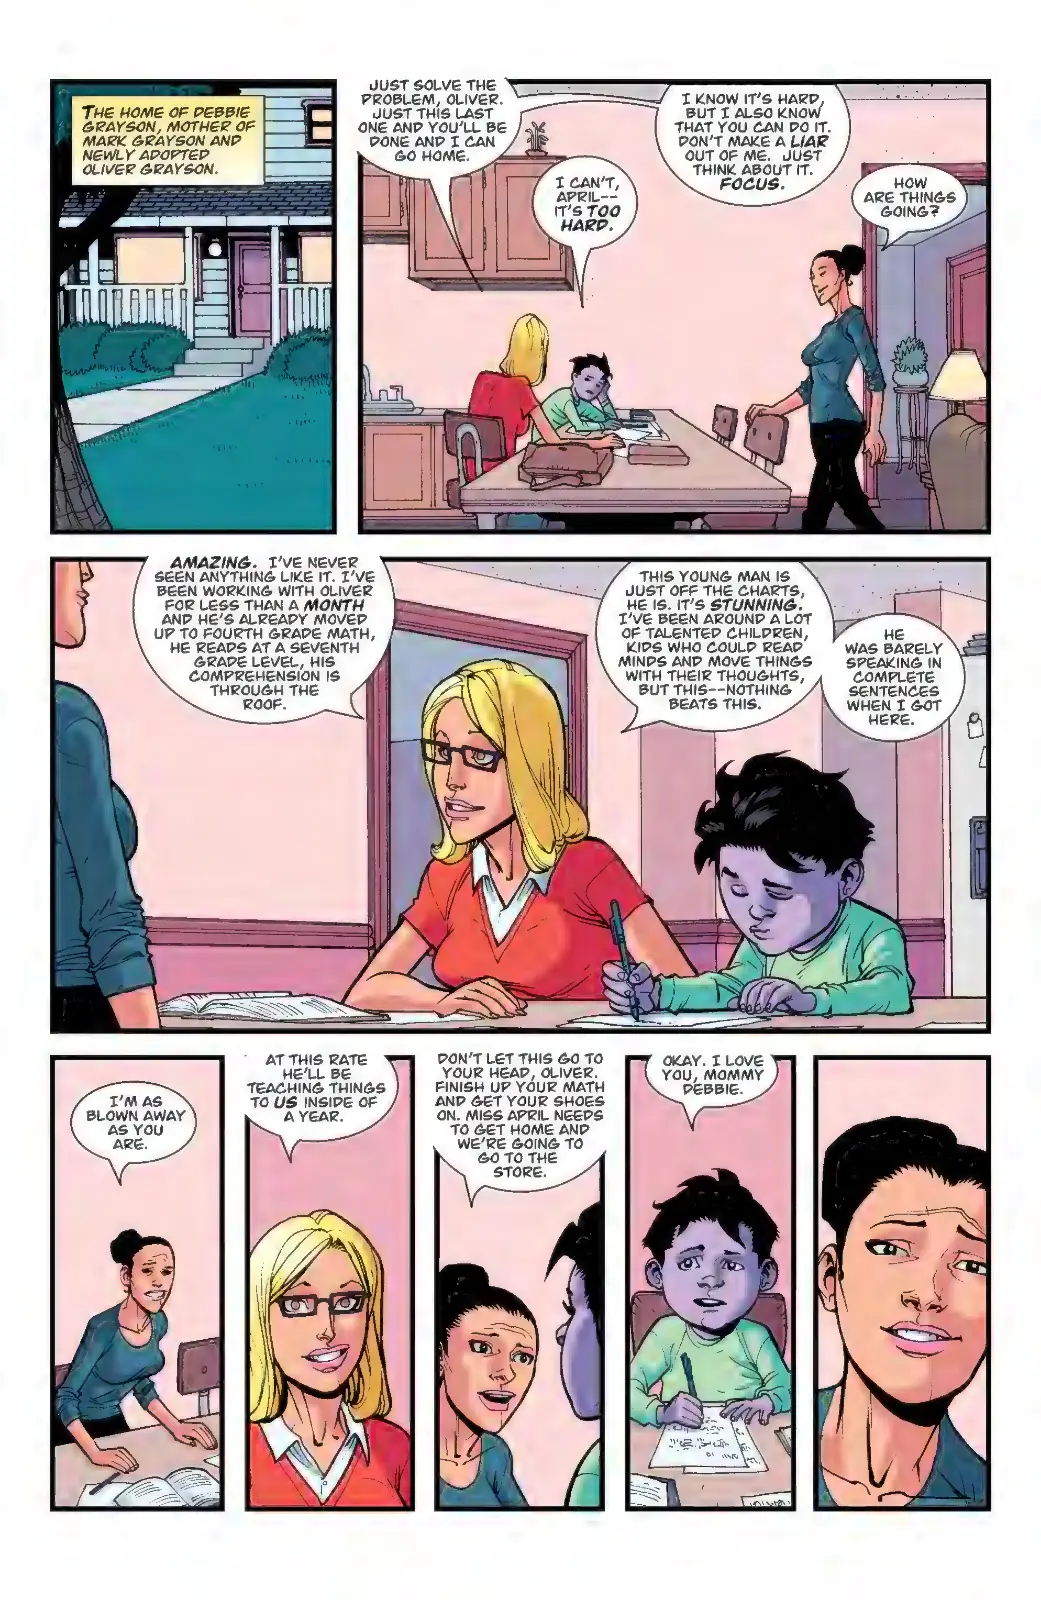 THE HOME OF DEBBIE
GRAYSON, MOTHER OF
MARK GRAYSON AND
NEWLY ADOPTED
OLIVER GRAYSON.
JUST SOLVE THE
PROBLEM, OLIVER.
JUST THIS LAST
ONE AND YOU'LL BE
DONE AND I CAN
GO HOME.
I CAN'T,
APRIL--
IT'S TOO
HARD.
I KNOW IT'S HARD,
BUT I ALSO KNOW
THAT YOU CAN DO IT.
DON'T MAKE A LIAR
OUT OF ME. JUST
THINK ABOUT IT.
FOCUS.
HOW
ARE THINGS
GOING?
AMAZING. I'VE NEVER
SEEN ANYTHING LIKE IT. I'VE
BEEN WORKING WITH OLIVER
FOR LESS THAN A MONTH
AND HE'S ALREADY MOVED
UP TO FOURTH GRADE MATH,
HE READS AT A SEVENTH
GRADE LEVEL, HIS
COMPREHENSION IS
THROUGH THE
ROOF.
THIS YOUNG MAN IS
JUST OFF THE CHARTS,
HE IS. IT'S STUNNING.
I'VE BEEN AROUND A LOT
OF TALENTED CHILDREN,
KIDS WHO COULD READ
MINDS AND MOVE THINGS
WITH THEIR THOUGHTS,
BUT THIS--NOTHING
BEATS THIS.
HE
WAS BARELY
SPEAKING IN
COMPLETE
SENTENCES
WHEN I GOT
HERE.
I'M AS
BLOWN AWAY
AS YOU
ARE.
AT THIS RATE
HE'LL BE
TEACHING THINGS
TO US INSIDE OF
A YEAR.
DON'T LET THIS GO TO
YOUR HEAD, OLIVER.
FINISH UP YOUR MATH
AND GET YOUR SHOES
ON. MISS APRIL NEEDS
TO GET HOME AND
WE'RE GOING TO
GO TO THE
STORE.
OKAY. I LOVE
YOU, MOMMY
DEBBIE.